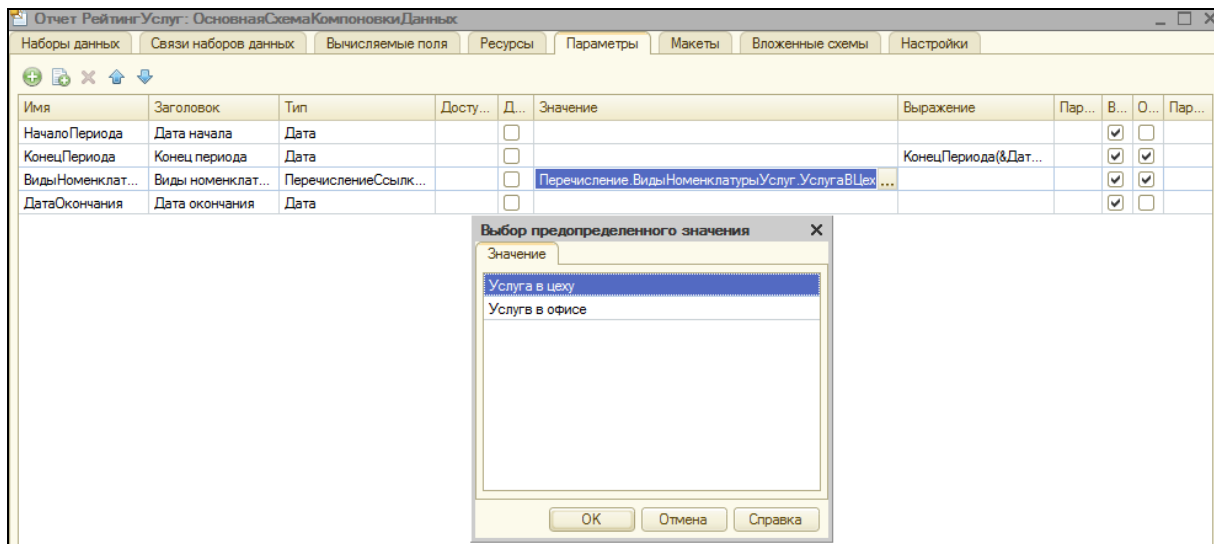 Отчет РейтингУслуг: ОсновнаяСхемаКомпоновкиДанных
Наборы данных Связи наборов данных Вычисляемые поля Ресурсы Параметры Макеты Вложенные схемы Настройки
Имя Заголовок Тип Досту... Д... Значение Выражение Пар... В... О... Пар...
НачалоПериода Дата начала Дата
КонецПериода Конец периода Дата КонецПериода(&Дат...
ВидыНоменклат... Виды номенклат... ПеречислениеСсылк... Перечисление.ВидыНоменклатурыУслуг.УслугаВЦех ...
ДатаОкончания Дата окончания Дата
Выбор предопределенного значения
Значение
Услуга в цеху
Услугв в офисе
OK Отмена Справка